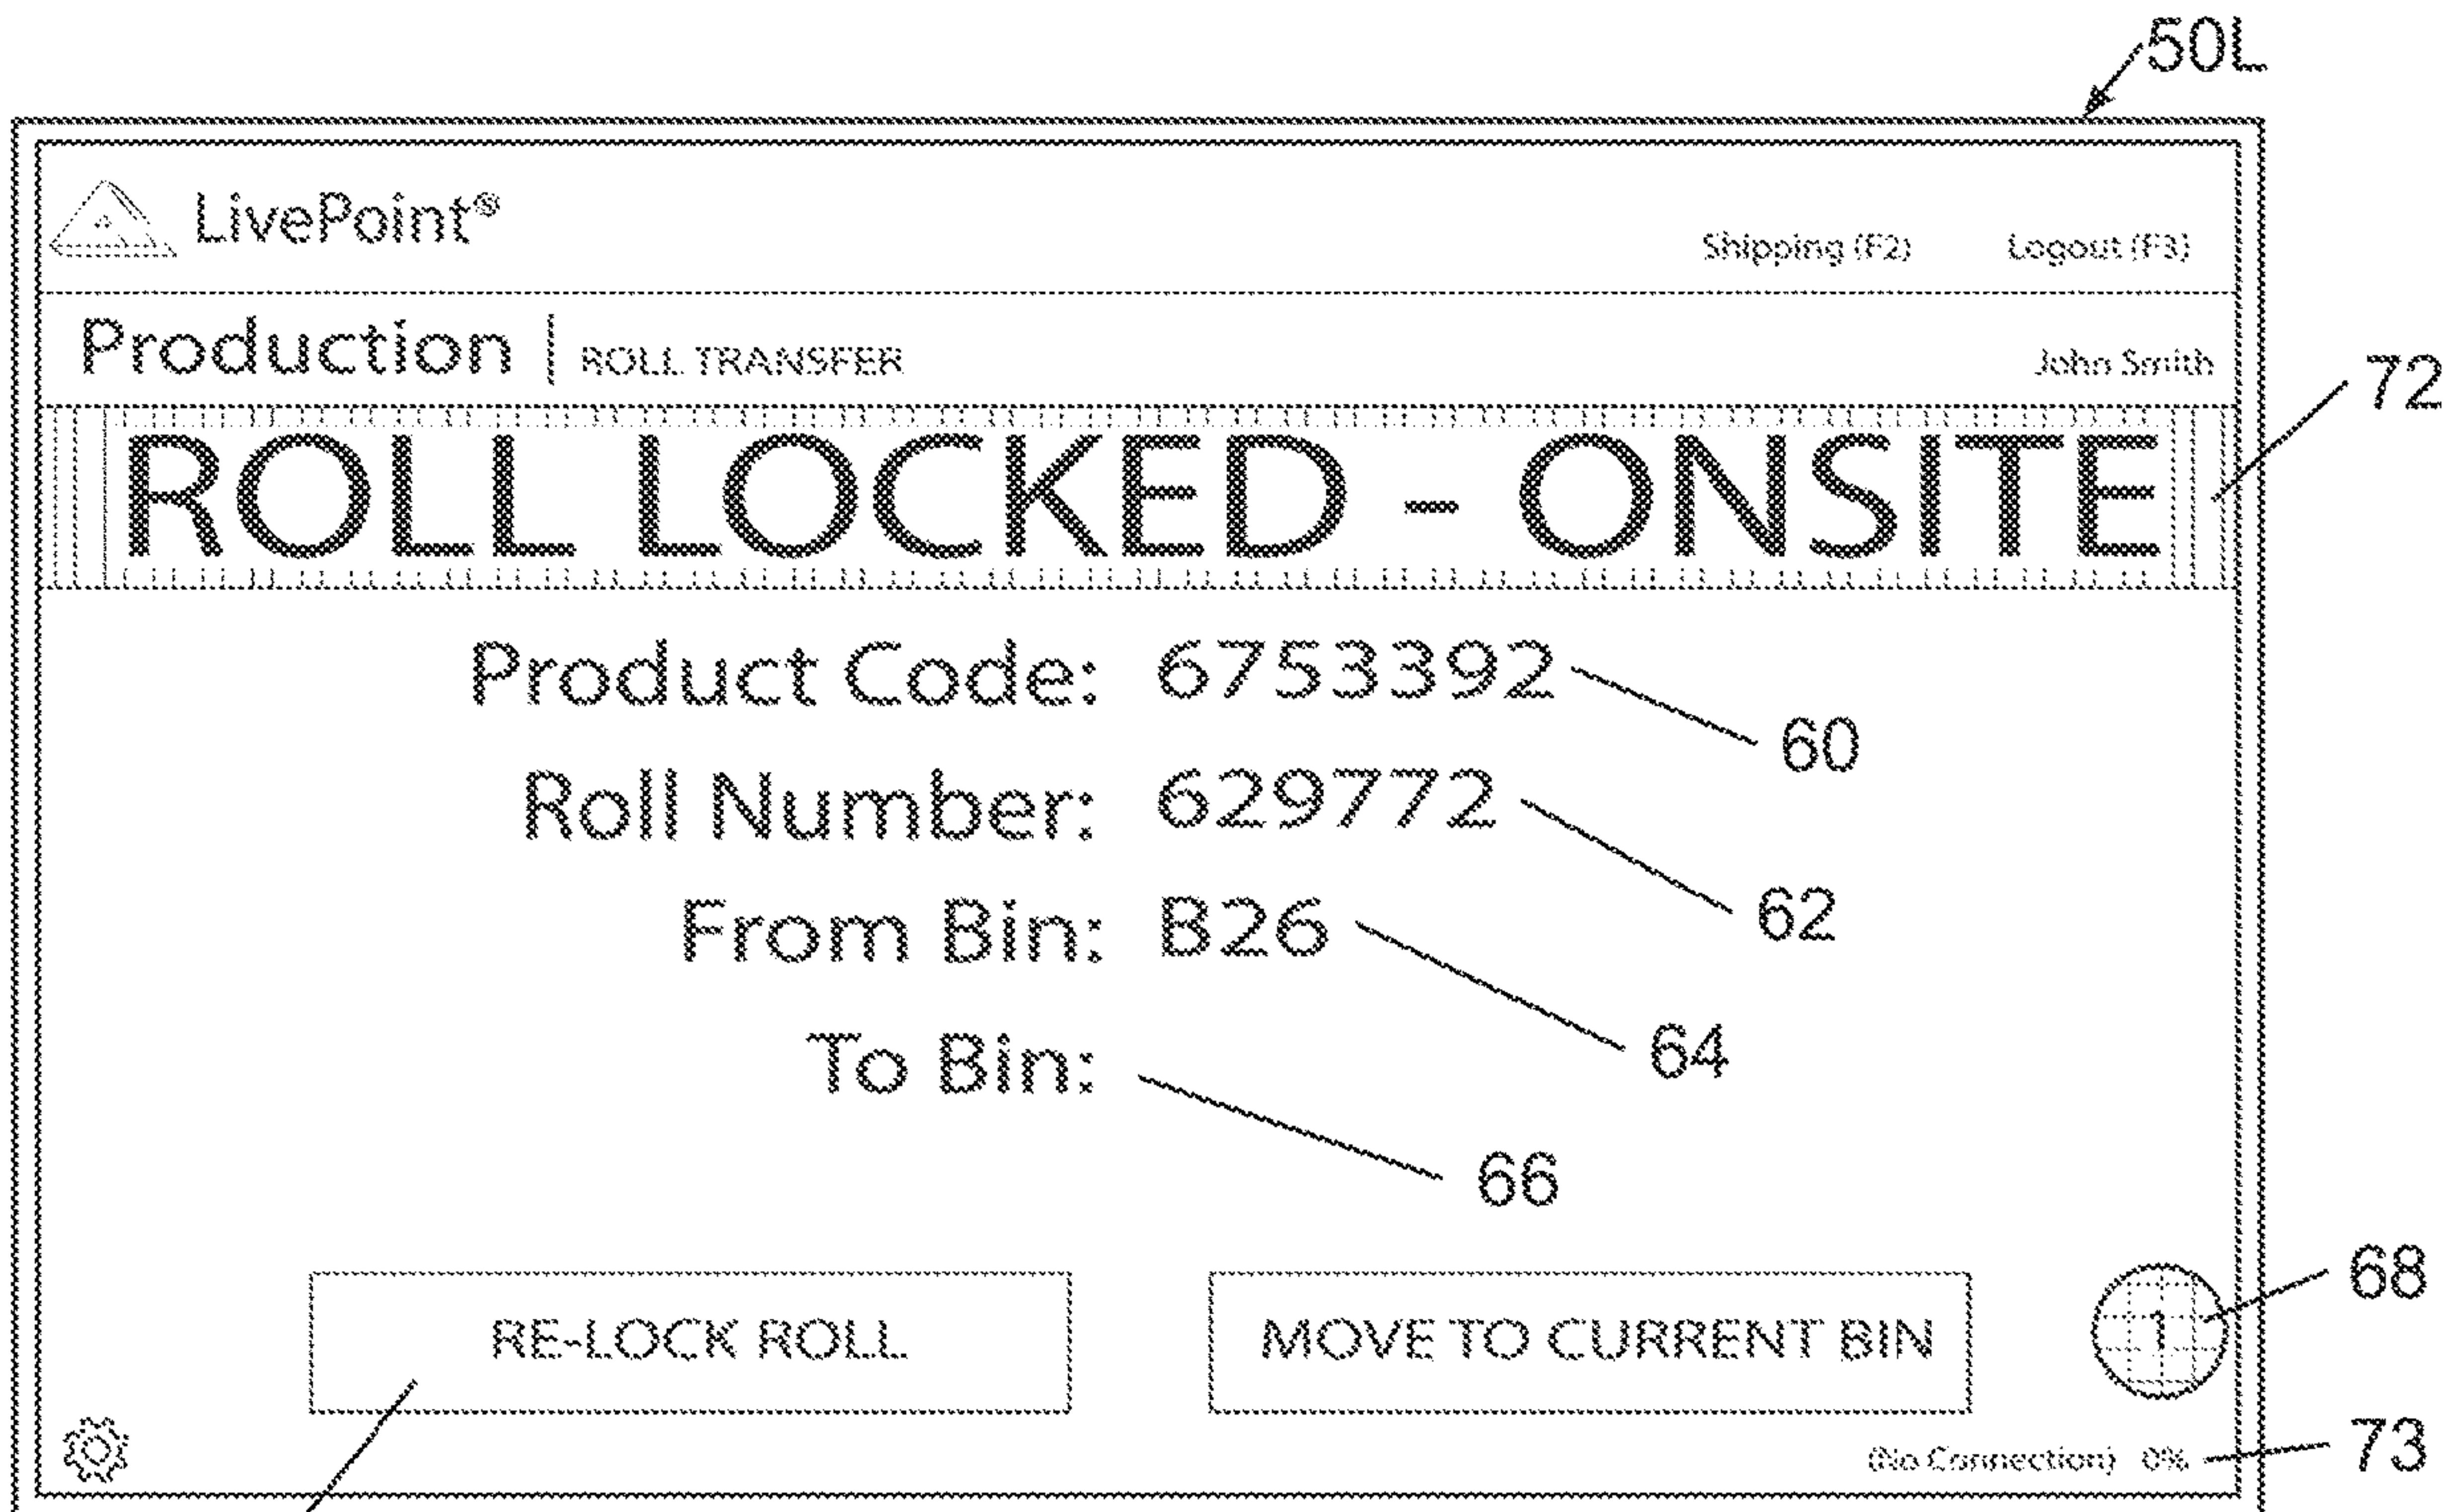 50L
LivePoint®
Shipping (F2) Logout (F3)
Production | ROLL TRANSFER John Smith
72
ROLL LOCKED - ONSITE
Product Code: 6753392
60
Roll Number: 629772
62
From Bin: B26
64
To Bin:
66
68
RE-LOCK ROLL MOVE TO CURRENT BIN 1
(No Connection) 0% 73